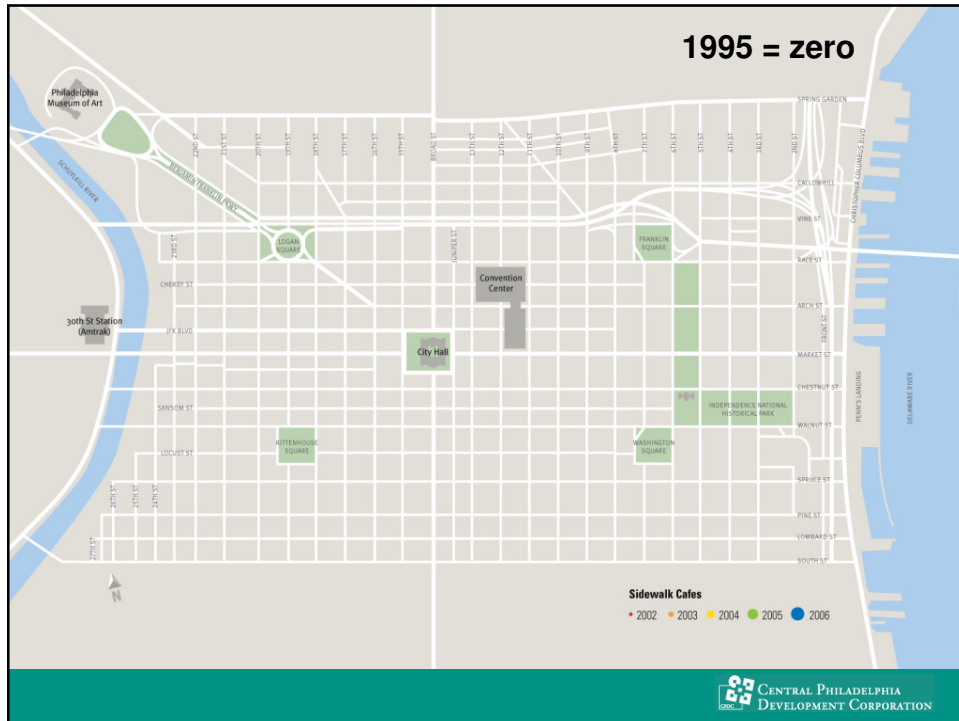 1995 = zero
Philadelphia
Museum of Art
SPRING GARDEN
22ND ST
21ST ST
20TH ST
19TH ST
18TH ST
17TH ST
16TH ST
15TH ST
BROAD ST
13TH ST
12TH ST
11TH ST
10TH ST
9TH ST
8TH ST
7TH ST
6TH ST
5TH ST
4TH ST
3RD ST
2ND ST
CHRISTOPHER COLUMBUS BLVD
SCHUYLKILL RIVER
BENJAMIN FRANKLIN PKWY
CALLOWHILL
VINE ST
23RD ST
LOGAN
SQUARE
JUNIPER ST
FRANKLIN
SQUARE
RACE ST
CHERRY ST
Convention
Center
ARCH ST
30th St Station
(Amtrak)
JFK BLVD
FRONT ST
City Hall
MARKET ST
CHESTNUT ST
PENN'S LANDING
DELAWARE RIVER
SANSOM ST
INDEPENDENCE NATIONAL
HISTORICAL PARK
WALNUT ST
RITTENHOUSE
SQUARE
WASHINGTON
SQUARE
LOCUST ST
SPRUCE ST
26TH ST
25TH ST
24TH ST
PINE ST
27TH ST
LOMBARD ST
SOUTH ST
N
Sidewalk Cafes
2002 2003 2004 2005 2006
CPDC
CENTRAL PHILADELPHIA
DEVELOPMENT CORPORATION